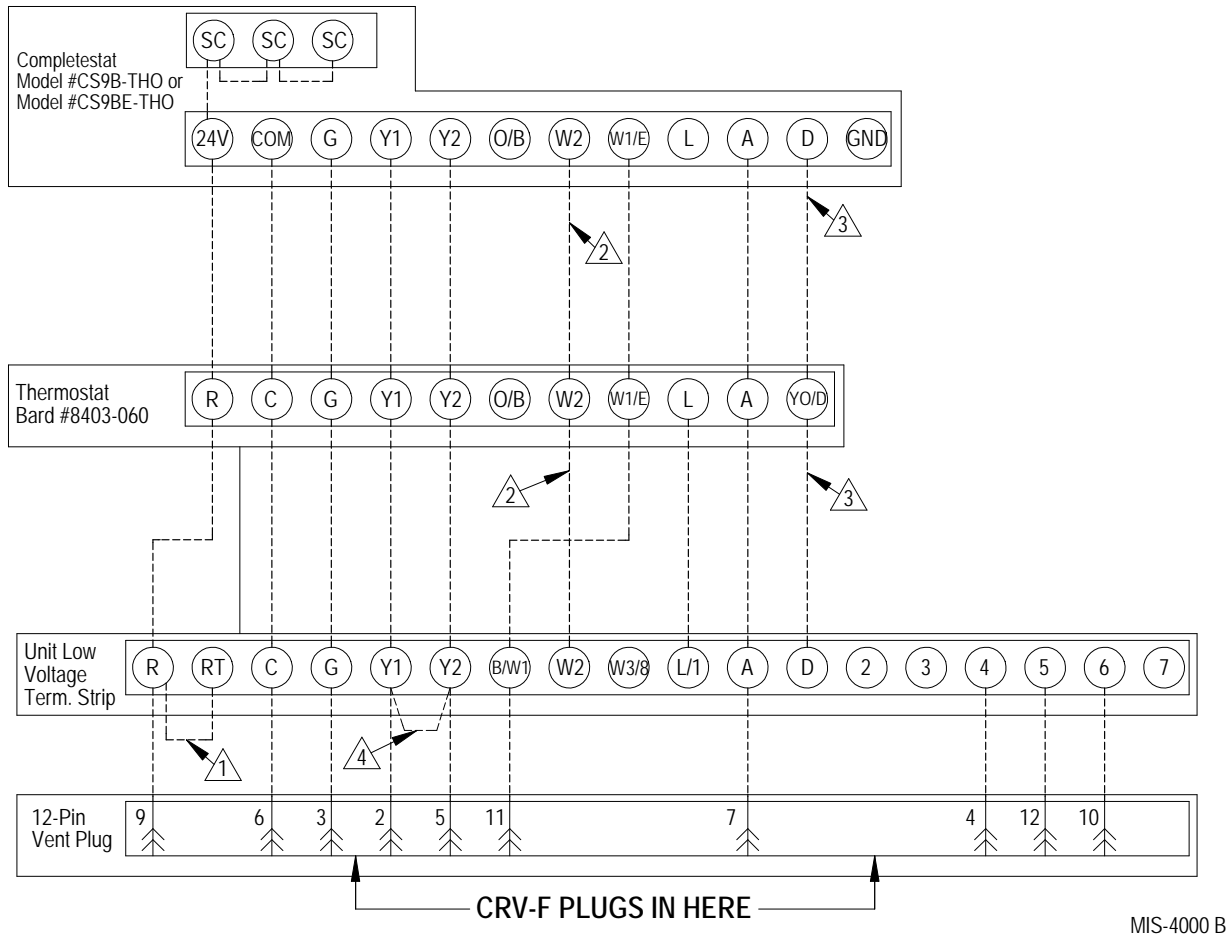 SC SC SC
Completestat
Model #CS9B-THO or
Model #CS9BE-THO
24V COM G Y1 Y2 O/B W2 W1/E L A D GND
3
2
Thermostat
Bard #8403-060
R C G Y1 Y2 O/B W2 W1/E L A YO/D
2
3
Unit Low
Voltage
Term. Strip
R RT C G Y1 Y2 B/W1 W2 W3/8 L/1 A D 2 3 4 5 6 7
1
4
12-Pin
Vent Plug
9 6 3 2 5 11 7 4 12 10
CRV-F PLUGS IN HERE
MIS-4000 B